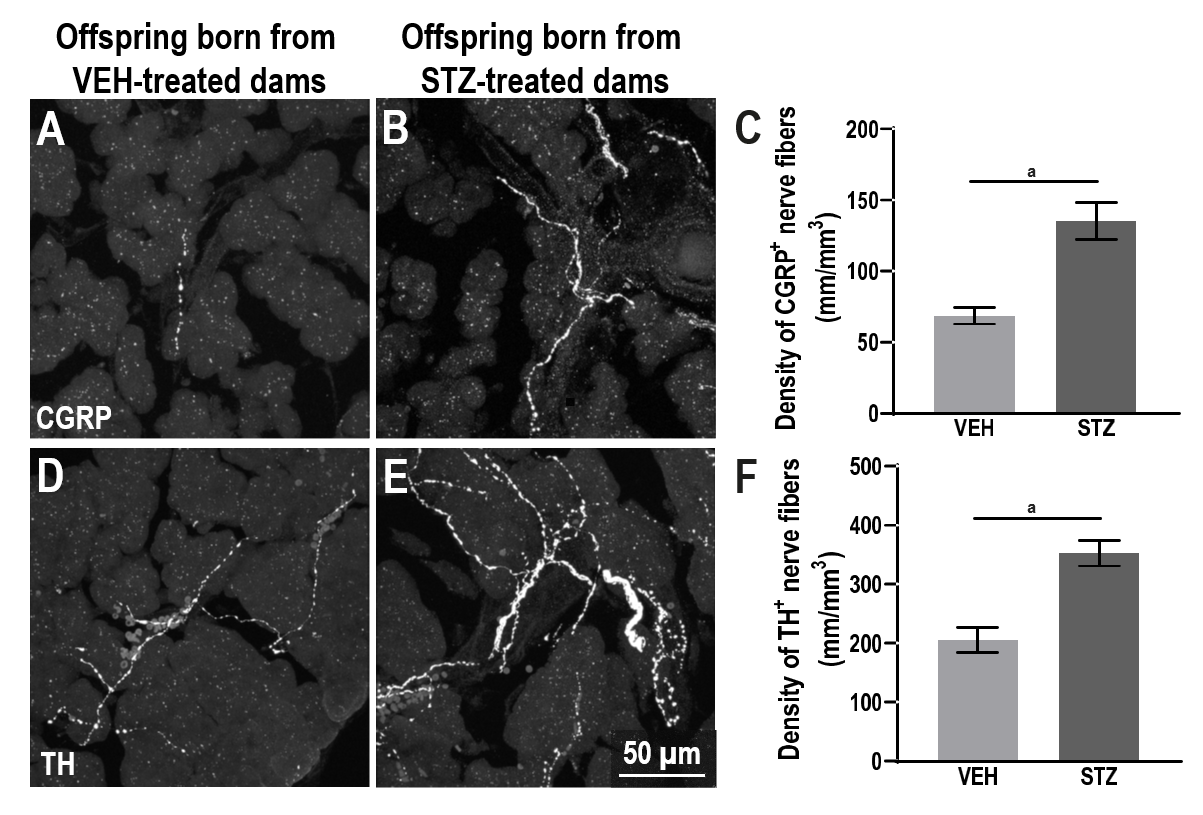 Offspring born from
VEH-treated dams
Offspring born from
STZ-treated dams
A
CGRP
B
C
Density of CGRP⁺ nerve fibers
(mm/mm³)
200
150
100
50
0
a
VEH
STZ
D
TH
E
50 µm
F
Density of TH⁺ nerve fibers
(mm/mm³)
500
400
300
200
100
0
a
VEH
STZ